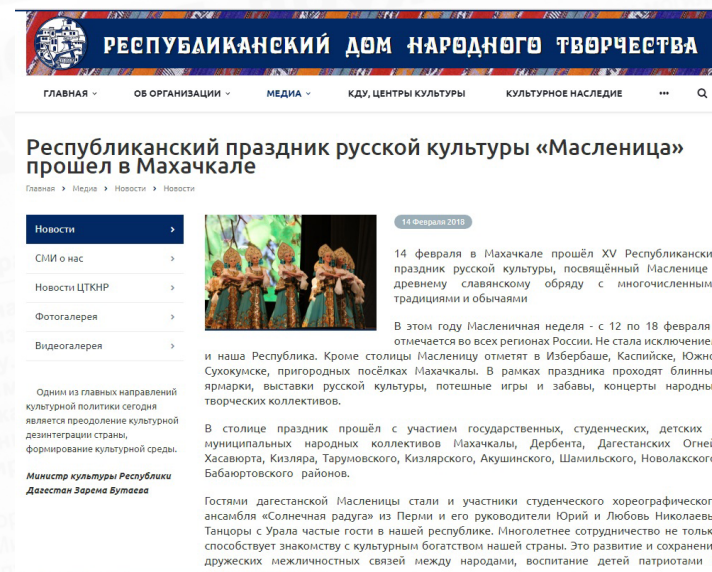 РЕСПУБЛИКАНСКИЙ ДОМ НАРОДНОГО ТВОРЧЕСТВА
ГЛАВНАЯ ОБ ОРГАНИЗАЦИИ МЕДИА КДУ, ЦЕНТРЫ КУЛЬТУРЫ КУЛЬТУРНОЕ НАСЛЕДИЕ •••
Республиканский праздник русской культуры «Масленица»
прошел в Махачкале
Главная > Медиа > Новости > Новости
Новости
СМИ о нас
Новости ЦТКНР
Фотогалерея
Видеогалерея
Одним из главных направлений
культурной политики сегодня
является преодоление культурной
дезинтеграции страны,
формирование культурной среды.
Министр культуры Республики
Дагестан Зарема Бутаева
14 Февраля 2018
14 февраля в Махачкале прошёл XV Республикански
праздник русской культуры, посвящённый Масленице
древнему славянскому обряду с многочисленным
традициями и обычаями
В этом году Масленичная неделя - с 12 по 18 февраля
отмечается во всех регионах России. Не стала исключение
и наша Республика. Кроме столицы Масленицу отметят в Избербаше, Каспийске, Южно
Сухокумске, пригородных посёлках Махачкалы. В рамках праздника проходят блинны
ярмарки, выставки русской культуры, потешные игры и забавы, концерты народны
творческих коллективов.
В столице праздник прошёл с участием государственных, студенческих, детских
муниципальных народных коллективов Махачкалы, Дербента, Дагестанских Огней
Хасавюрта, Кизляра, Тарумовского, Кизлярского, Акушинского, Шамильского, Новолакского
Бабаюртовского районов.
Гостями дагестанской Масленицы стали и участники студенческого хореографическог
ансамбля «Солнечная радуга» из Перми и его руководители Юрий и Любовь Николаевы
Танцоры с Урала частые гости в нашей республике. Многолетнее сотрудничество не тольк
способствует знакомству с культурным богатством нашей страны. Это развитие и сохранени
дружеских межличностных связей между народами, воспитание детей патриотами